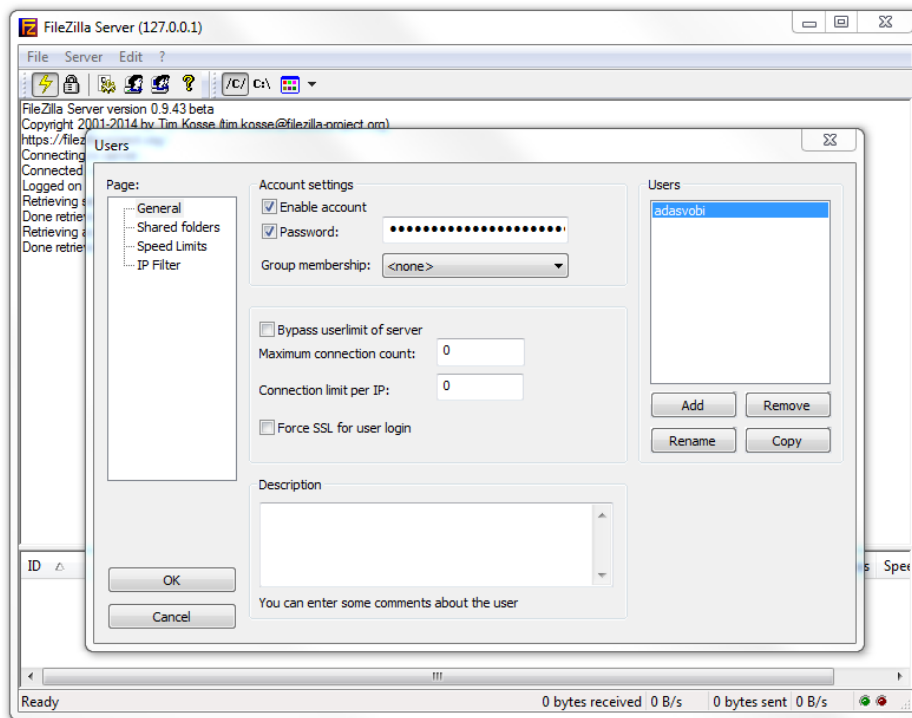 FileZilla Server (127.0.0.1)
File Server Edit ?
/C/ C:\
FileZilla Server version 0.9.43 beta
Copyright 2001-2014 by Tim Kosse (tim.kosse@filezilla-project.org)
https://filez
Connecting
Connected
Logged on
Retrieving
Done retrie
Retrieving
Done retrie
Users
Page:
General
Shared folders
Speed Limits
IP Filter
Account settings
Enable account
Password:
Group membership: <none>
Bypass userlimit of server
Maximum connection count: 0
Connection limit per IP: 0
Force SSL for user login
Description
You can enter some comments about the user
Users
adasvobi
Add Remove
Rename Copy
OK
Cancel
ID s Spee
Ready 0 bytes received 0 B/s 0 bytes sent 0 B/s